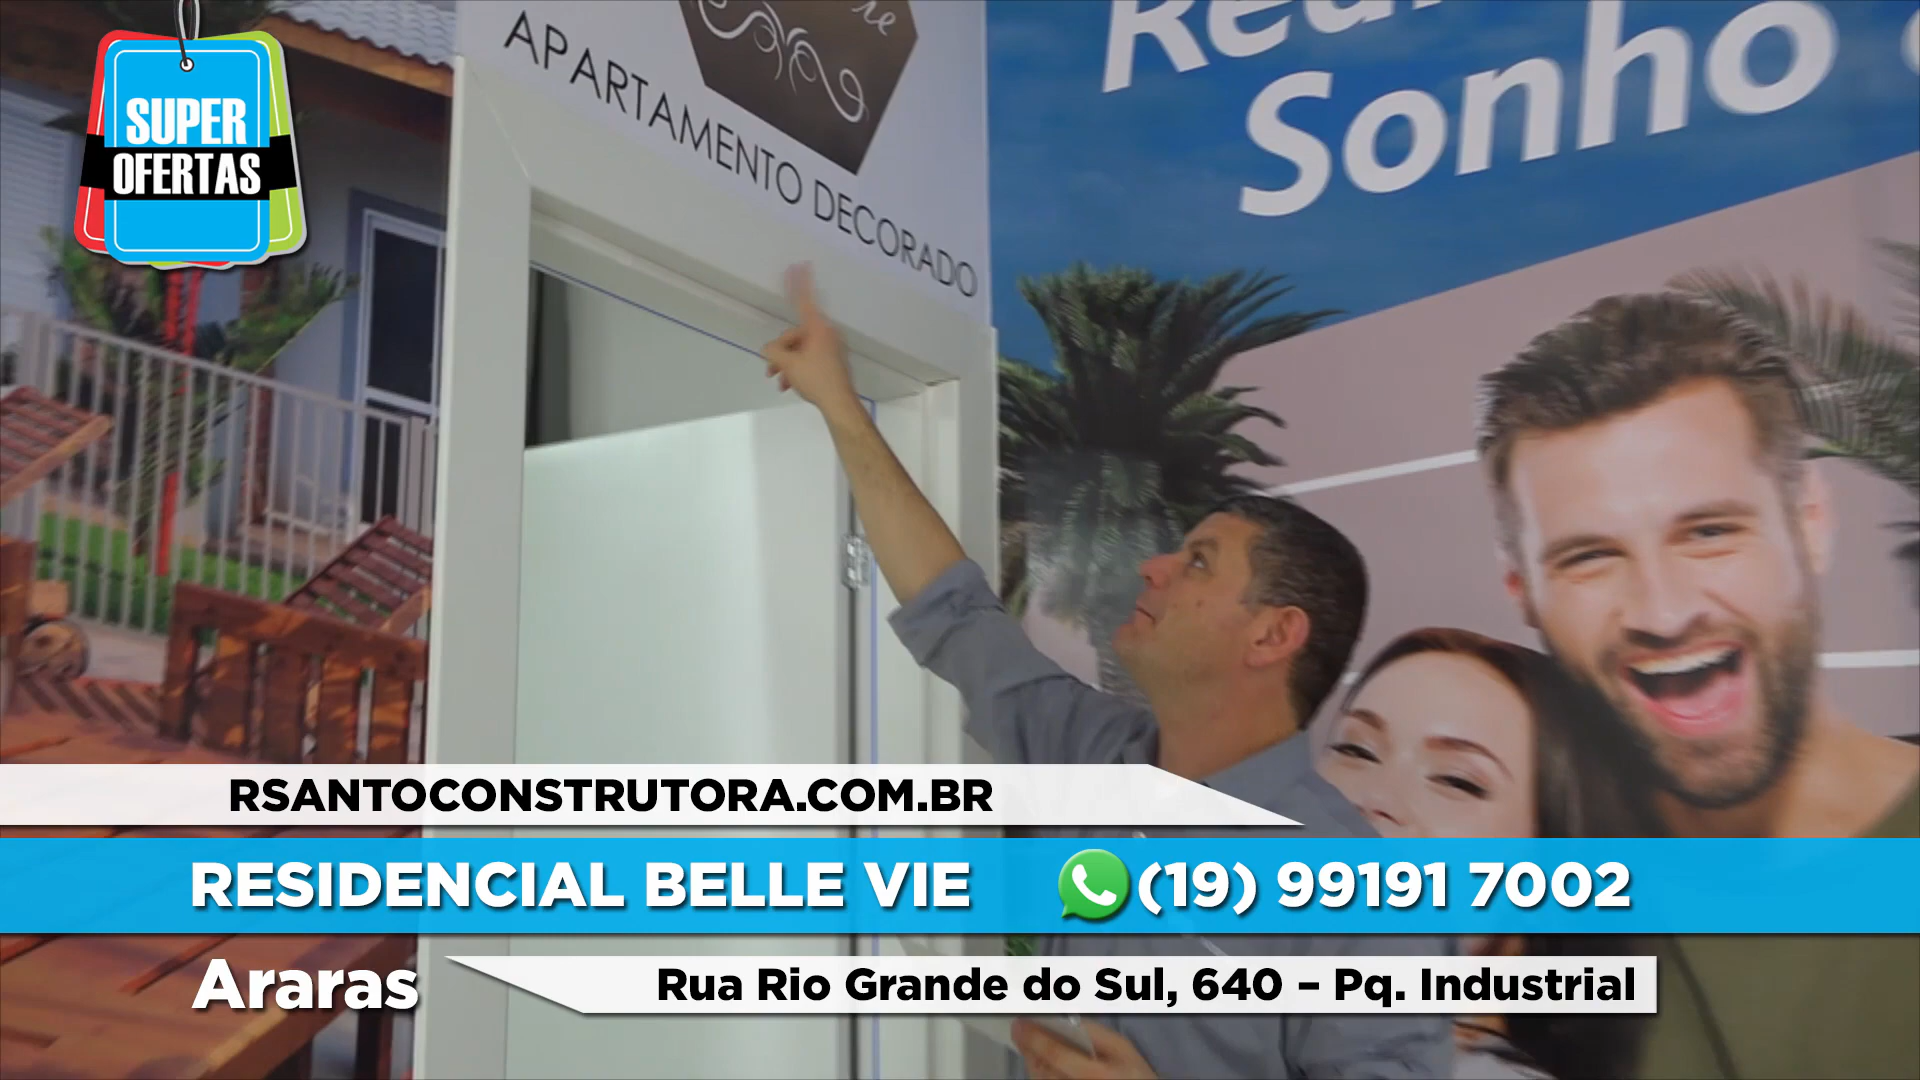 SUPER
OFERTAS
APARTAMENTO DECORADO
Sonho
RSANTOCONSTRUTORA.COM.BR
RESIDENCIAL BELLE VIE
(19) 99191 7002
Araras
Rua Rio Grande do Sul, 640 – Pq. Industrial